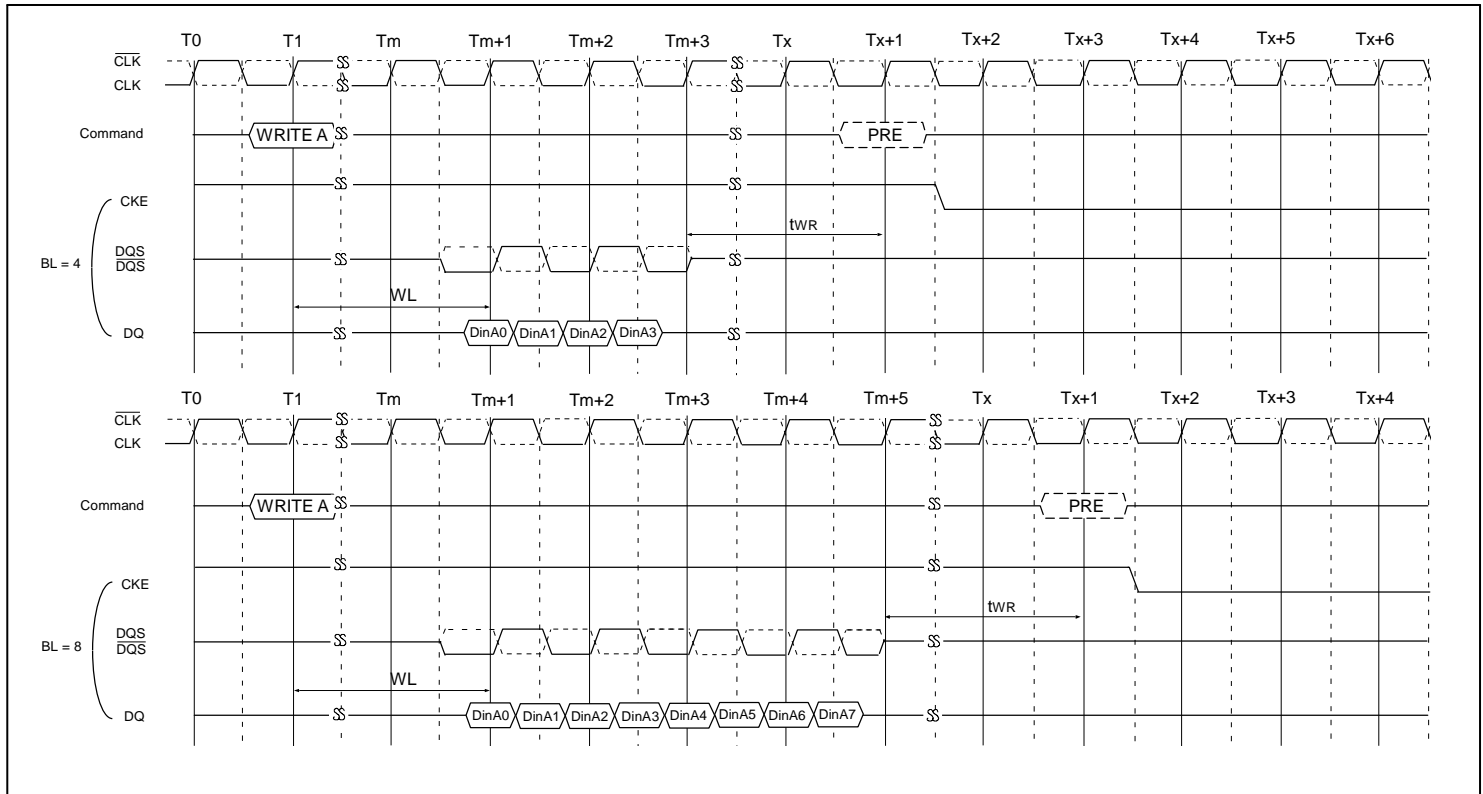 T0 T1 Tm Tm+1 Tm+2 Tm+3 Tx Tx+1 Tx+2 Tx+3 Tx+4 Tx+5 Tx+6
CLK
CLK
Command WRITE A PRE
CKE
tWR
DQS
DQS
BL = 4
WL
DQ DinA0 DinA1 DinA2 DinA3
T0 T1 Tm Tm+1 Tm+2 Tm+3 Tm+4 Tm+5 Tx Tx+1 Tx+2 Tx+3 Tx+4
CLK
CLK
Command WRITE A PRE
CKE
tWR
DQS
DQS
BL = 8
WL
DQ DinA0 DinA1 DinA2 DinA3 DinA4 DinA5 DinA6 DinA7